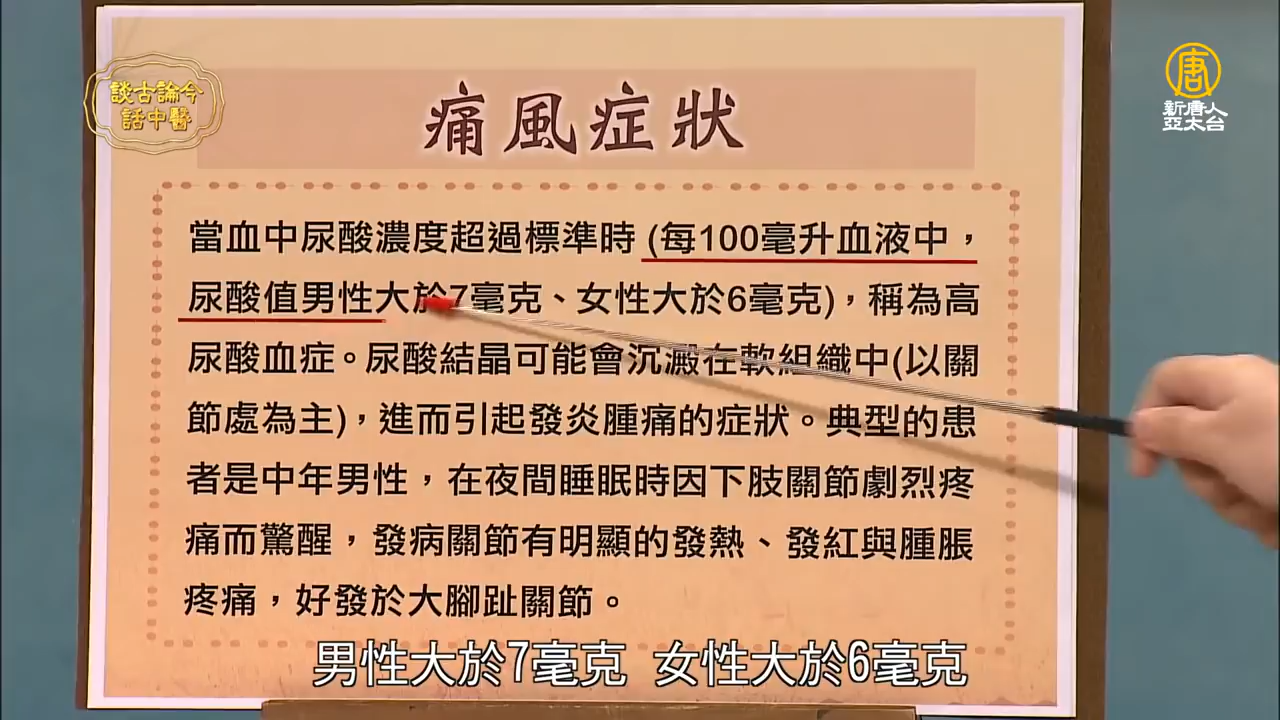 談古論今
話中醫
唐
新唐人
亞太台
痛風症狀
當血中尿酸濃度超過標準時 (每100毫升血液中，
尿酸值男性大於7毫克、女性大於6毫克)，稱為高
尿酸血症。尿酸結晶可能會沉澱在軟組織中(以關
節處為主)，進而引起發炎腫痛的症狀。典型的患
者是中年男性，在夜間睡眠時因下肢關節劇烈疼
痛而驚醒，發病關節有明顯的發熱、發紅與腫脹
疼痛，好發於大腳趾關節。
男性大於7毫克 女性大於6毫克